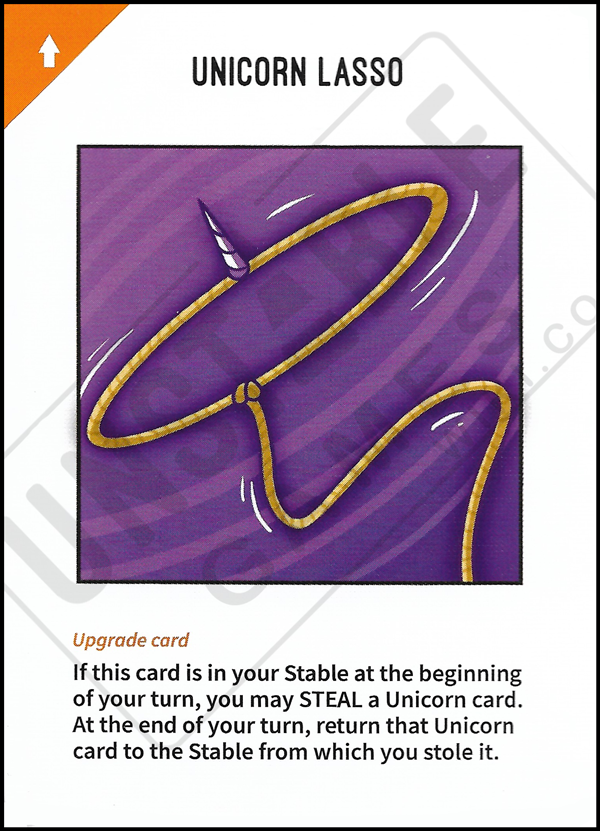 UNICORN LASSO
UNSTABLE
GAMES
Upgrade card
If this card is in your Stable at the beginning
of your turn, you may STEAL a Unicorn card.
At the end of your turn, return that Unicorn
card to the Stable from which you stole it.